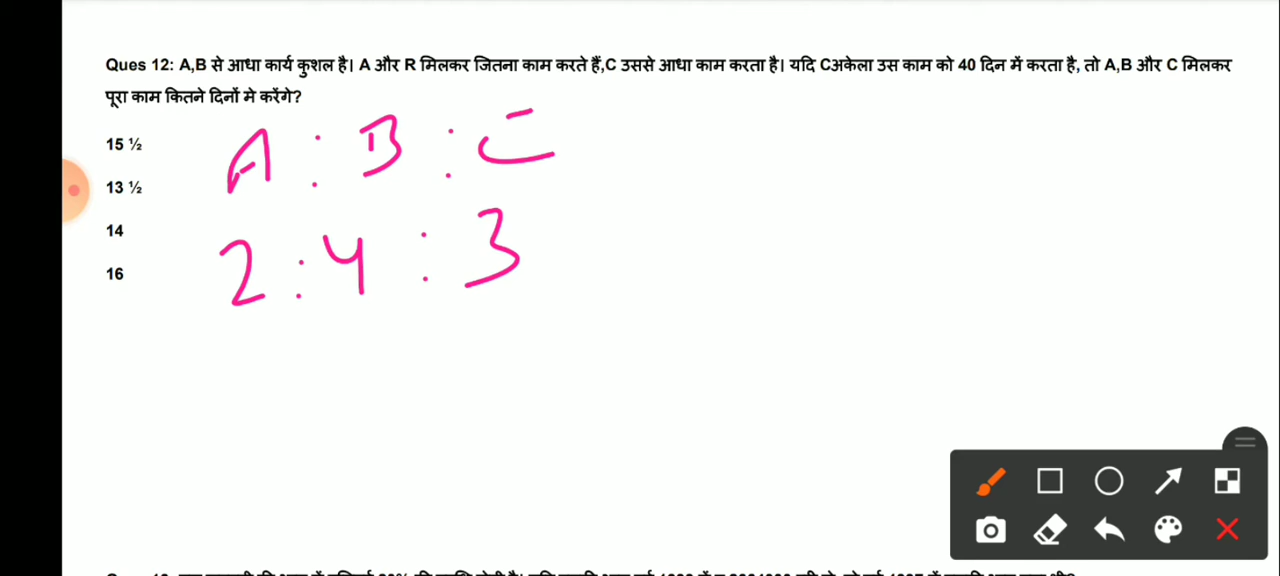 Ques 12: A,B से आधा कार्य कुशल है। A और R मिलकर जितना काम करते हैं,C उससे आधा काम करता है। यदि Cअकेला उस काम को 40 दिन में करता है, तो A,B और C मिलकर
पूरा काम कितने दिनों मे करेंगे?
15 ½
13 ½
14
16
A : B : C
2 : 4 : 3